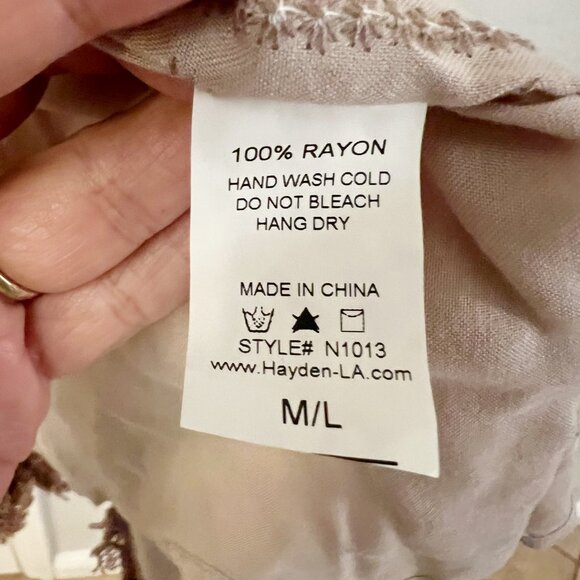 100% RAYON
HAND WASH COLD
DO NOT BLEACH
HANG DRY
MADE IN CHINA
STYLE# N1013
www.Hayden-LA.com
M/L